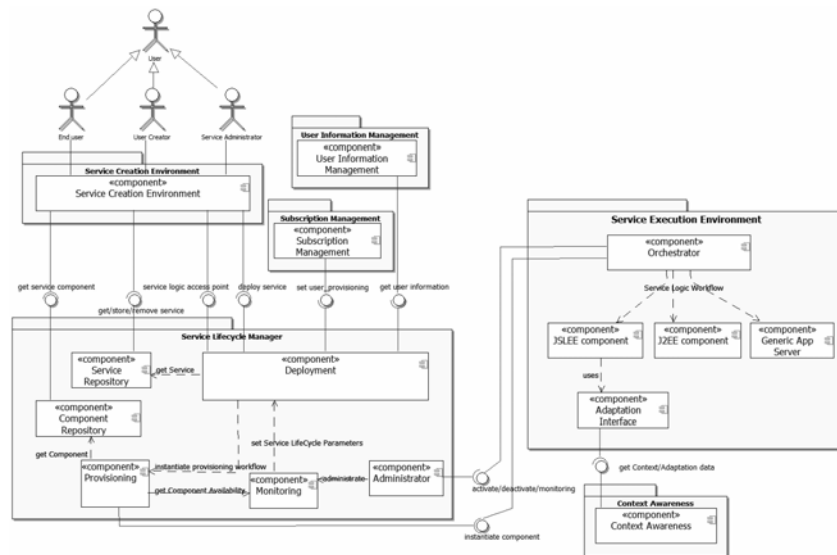 User
End user
User Creator
Service Administrator
Service Creation Environment
«component»
Service Creation Environment
User Information Management
«component»
User Information
Management
Subscription Management
«component»
Subscription
Management
get service component
get/store/remove service
service logic access point
deploy service
set user_provisioning
get user information
Service Lifecycle Manager
«component»
Service
Repository
get Service
«component»
Deployment
«component»
Component
Repository
set Service LifeCycle Parameters
get Component
«component»
Provisioning
instantiate provisioning workflow
get Component Availability
«component»
Monitoring
administrate
«component»
Administrator
activate/deactivate/monitoring
instantiate component
Service Execution Environment
«component»
Orchestrator
Service Logic Workflow
«component»
JSLEE component
«component»
J2EE component
«component»
Generic App
Server
uses
«component»
Adaptation
Interface
get Context/Adaptation data
Context Awareness
«component»
Context Awareness